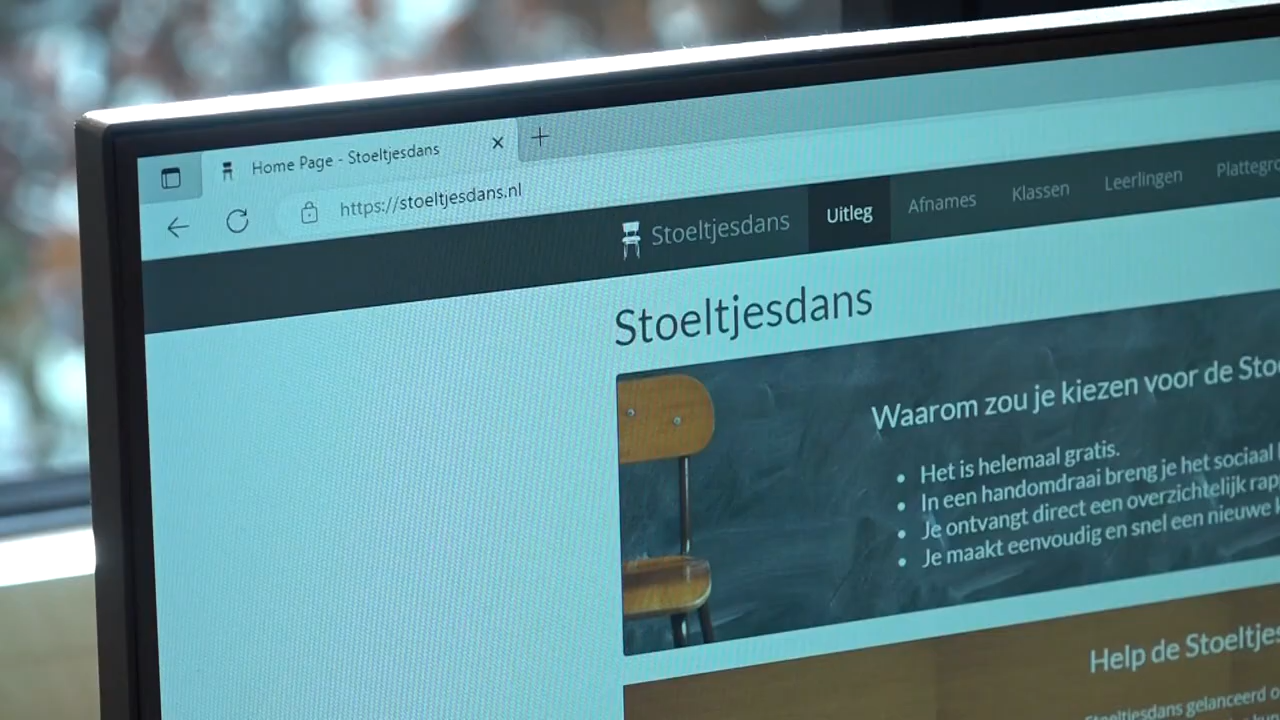 Home Page - Stoeltjesdans
https://stoeltjesdans.nl
Stoeltjesdans Uitleg Afnames Klassen Leerlingen
Stoeltjesdans
Waarom zou je kiezen voor de
Het is helemaal gratis.
In een handomdraai breng je het sociaal
Je ontvangt direct een overzichtelijk
Je maakt eenvoudig en snel een nieuwe
Help de
Stoeltjesdans gelanceerd